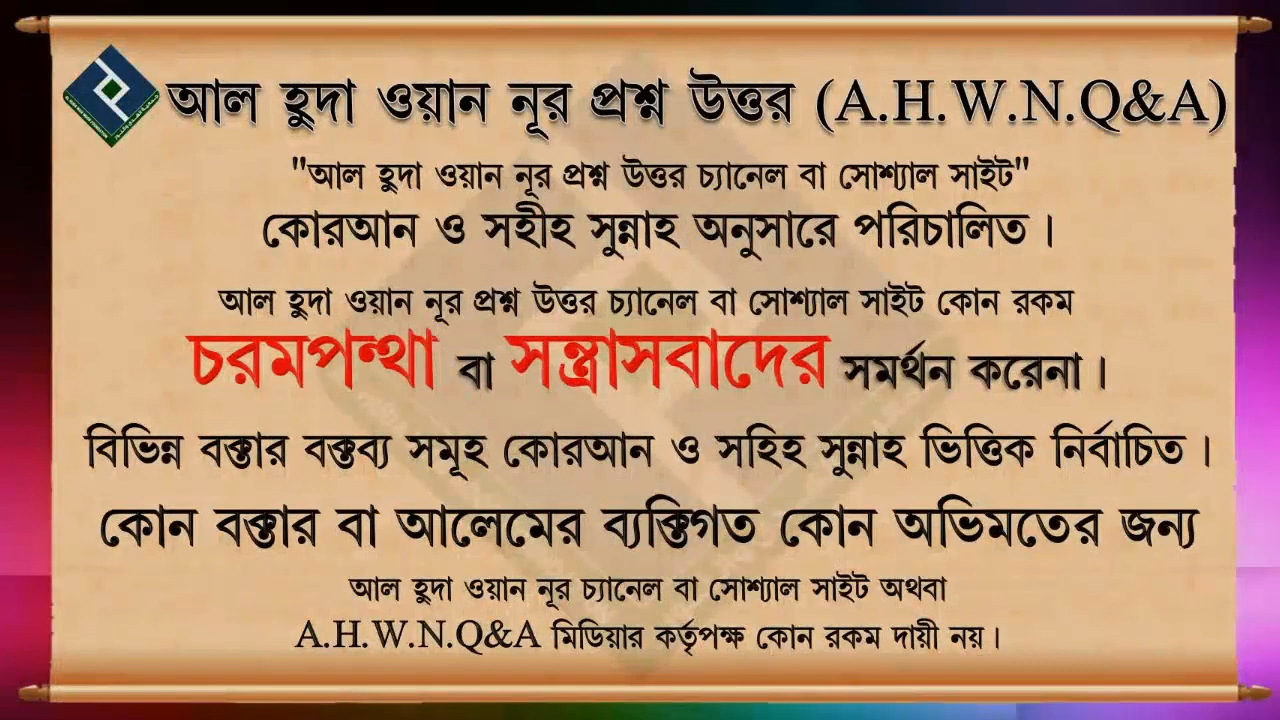 আল হুদা ওয়ান নূর প্রশ্ন উত্তর (A.H.W.N.Q&A)
"আল হুদা ওয়ান নূর প্রশ্ন উত্তর চ্যানেল বা সোশ্যাল সাইট"
কোরআন ও সহীহ সুন্নাহ অনুসারে পরিচালিত।
আল হুদা ওয়ান নূর প্রশ্ন উত্তর চ্যানেল বা সোশ্যাল সাইট কোন রকম
চরমপন্থা বা সন্ত্রাসবাদের সমর্থন করেনা।
বিভিন্ন বক্তার বক্তব্য সমূহ কোরআন ও সহিহ সুন্নাহ ভিত্তিক নির্বাচিত।
কোন বক্তার বা আলেমের ব্যক্তিগত কোন অভিমতের জন্য
আল হুদা ওয়ান নূর চ্যানেল বা সোশ্যাল সাইট অথবা
A.H.W.N.Q&A মিডিয়ার কর্তৃপক্ষ কোন রকম দায়ী নয়।